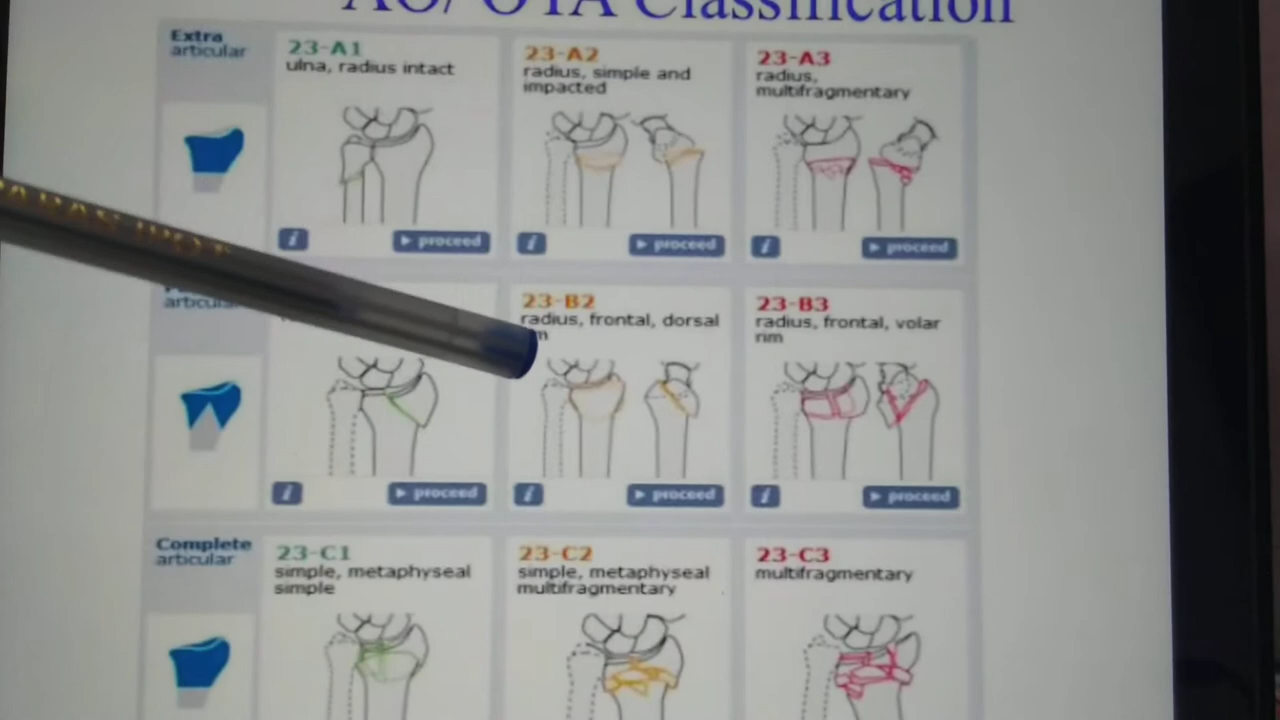 AO/ OTA Classification
Extra
articular
23-A1
ulna, radius intact
23-A2
radius, simple and
impacted
23-A3
radius,
multifragmentary
i
proceed
i
proceed
i
proceed
articular
23-B2
radius, frontal, dorsal
23-B3
radius, frontal, volar
rim
i
proceed
i
proceed
i
proceed
Complete
articular
23-C1
simple, metaphyseal
simple
23-C2
simple, metaphyseal
multifragmentary
23-C3
multifragmentary